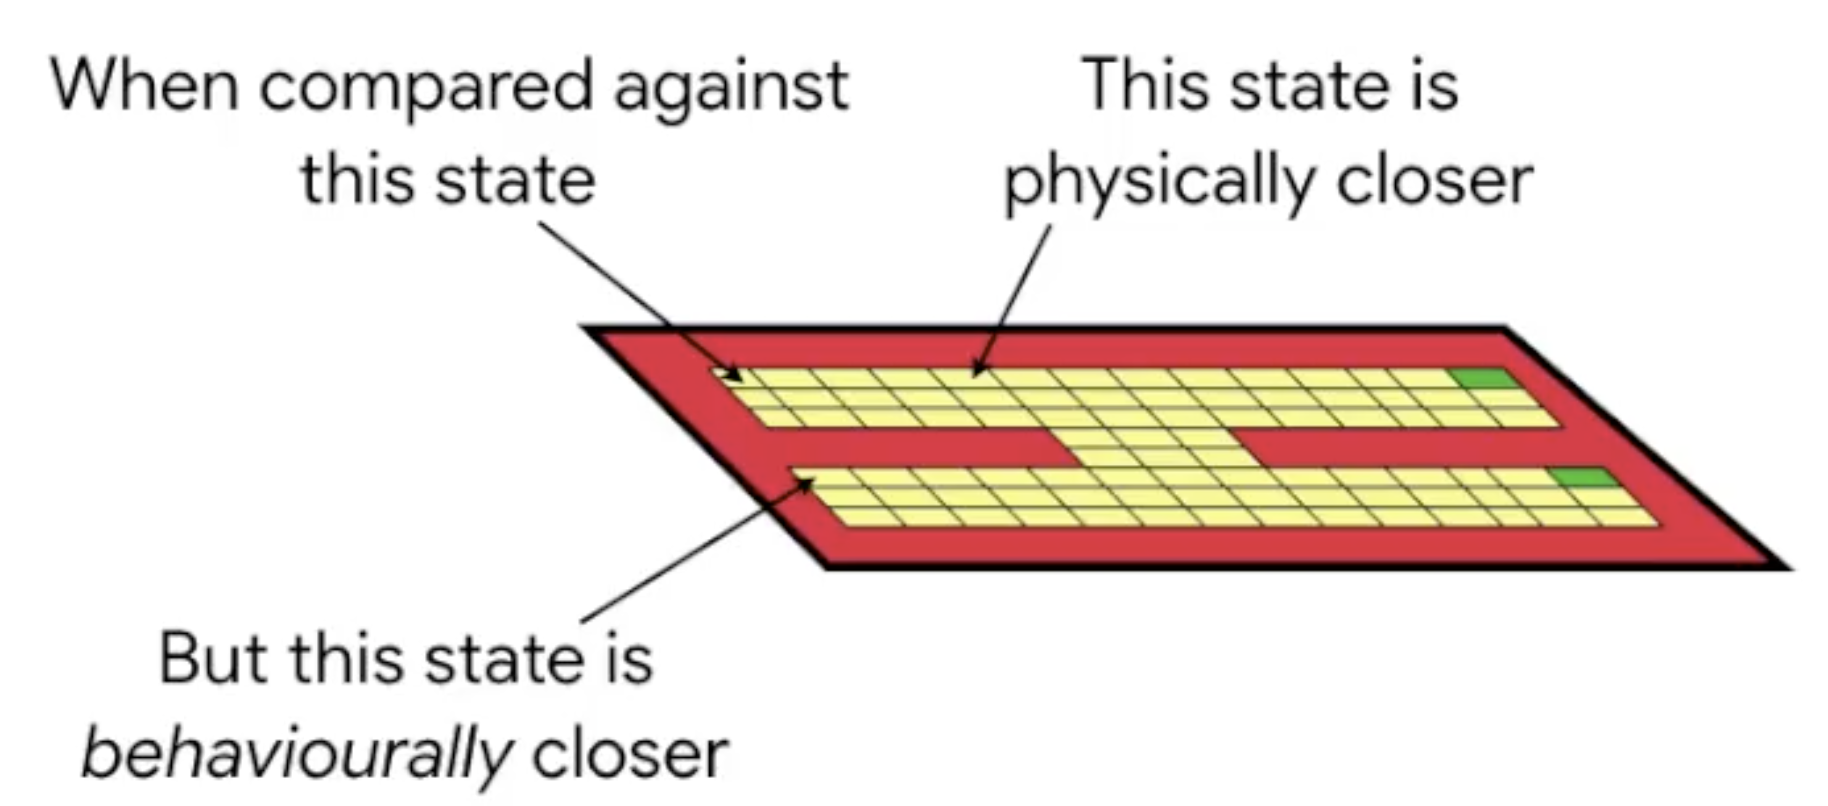 When compared against
this state
This state is
physically closer
But this state is
behaviourally closer